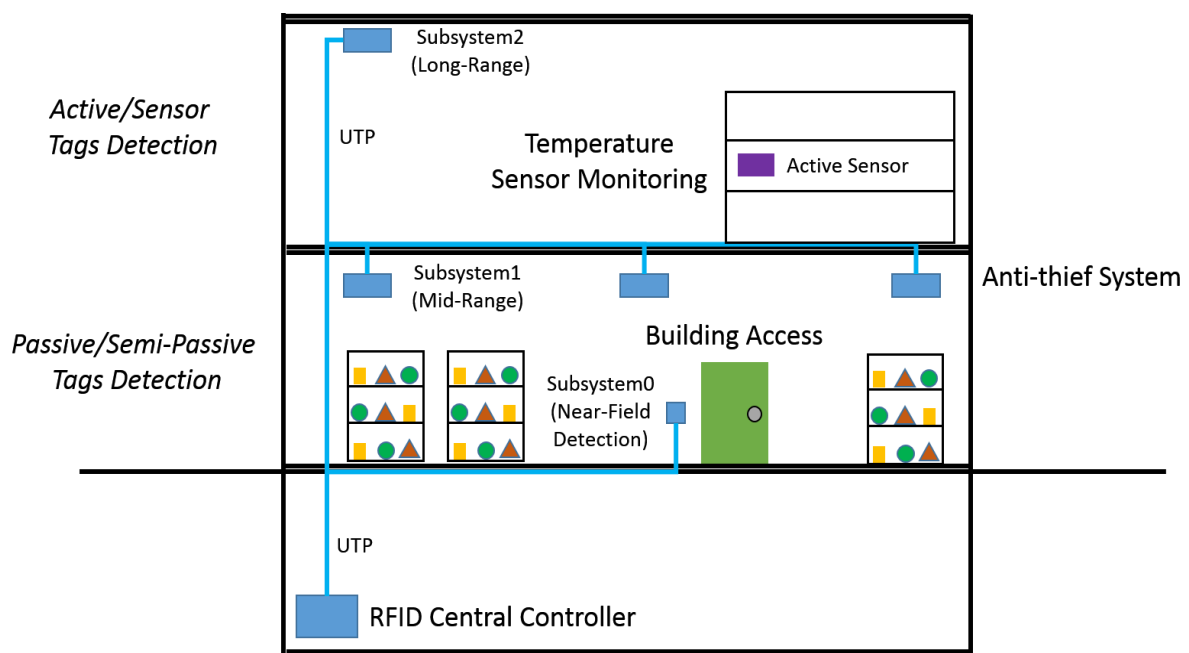 Subsystem2
(Long-Range)
Active/Sensor
Tags Detection
UTP
Temperature
Sensor Monitoring
Active Sensor
Subsystem1
(Mid-Range)
Anti-thief System
Passive/Semi-Passive
Tags Detection
Building Access
Subsystem0
(Near-Field
Detection)
UTP
RFID Central Controller